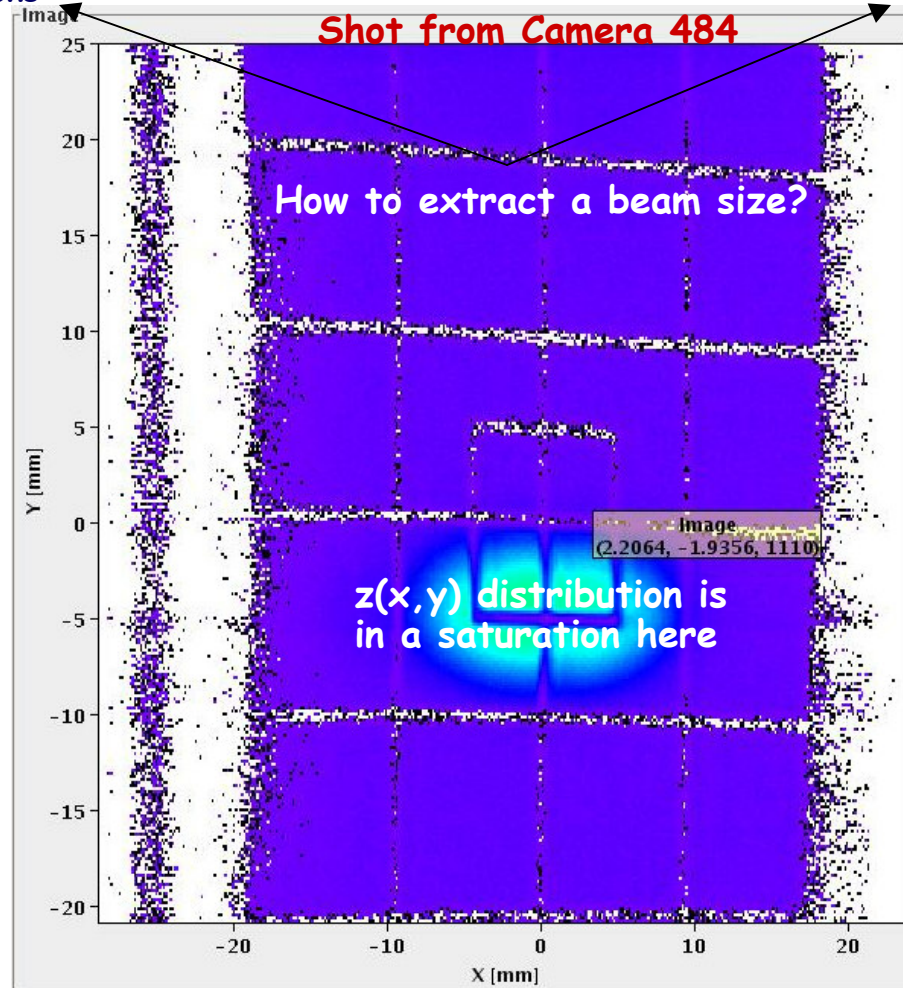 Image
Shot from Camera 484
25
20
How to extract a beam size?
15
10
5
0
Image
(2.2064, -1.9356, 1110)
z(x,y) distribution is
in a saturation here
-5
-10
-15
-20
Y [mm]
-20 -10 0 10 20
X [mm]